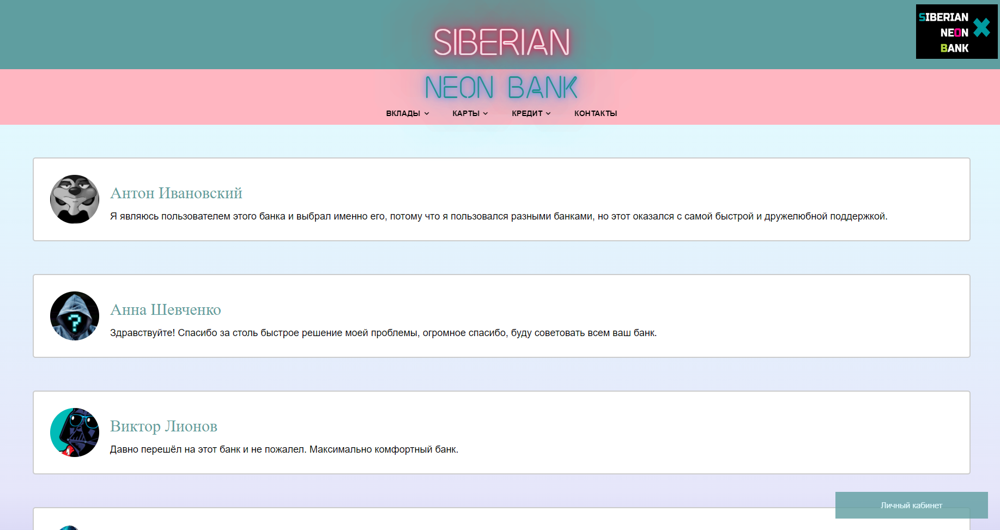 SIBERIAN
NEON BANK
SIBERIAN
NEON
BANK
ВКЛАДЫ КАРТЫ КРЕДИТ КОНТАКТЫ
Антон Ивановский
Я являюсь пользователем этого банка и выбрал именно его, потому что я пользовался разными банками, но этот оказался с самой быстрой и дружелюбной поддержкой.
Анна Шевченко
Здравствуйте! Спасибо за столь быстрое решение моей проблемы, огромное спасибо, буду советовать всем ваш банк.
Виктор Лионов
Давно перешёл на этот банк и не пожалел. Максимально комфортный банк.
Личный кабинет